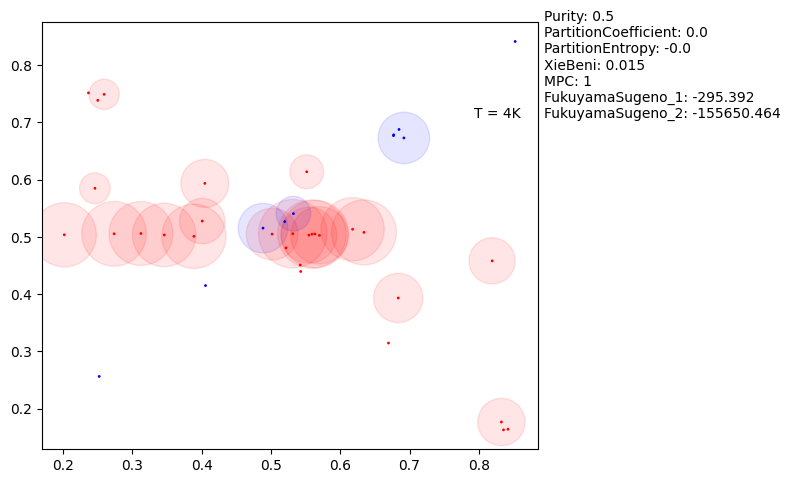 Purity: 0.5
PartitionCoefficient: 0.0
PartitionEntropy: -0.0
XieBeni: 0.015
MPC: 1
FukuyamaSugeno_1: -295.392
FukuyamaSugeno_2: -155650.464
T = 4K
0.8
0.7
0.6
0.5
0.4
0.3
0.2
0.2 0.3 0.4 0.5 0.6 0.7 0.8